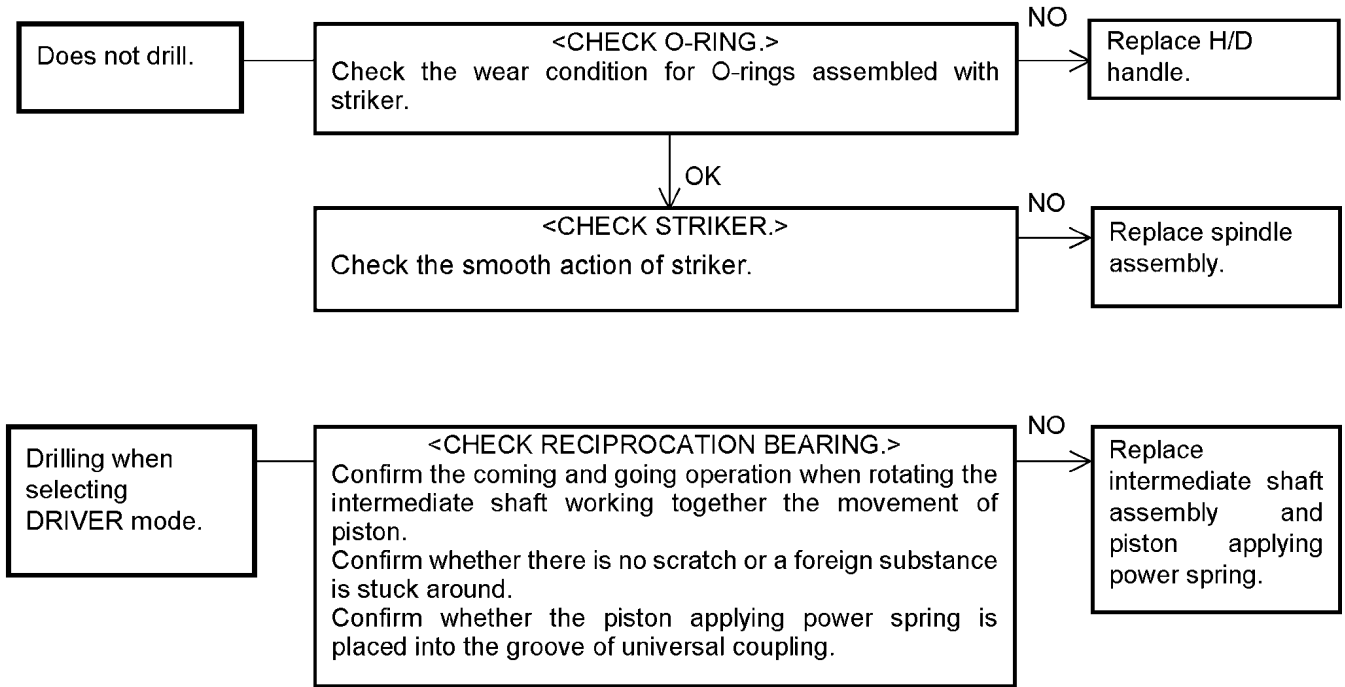 Does not drill.
<CHECK O-RING.>
Check the wear condition for O-rings assembled with
striker.
NO
Replace H/D
handle.
OK
<CHECK STRIKER.>
Check the smooth action of striker.
NO
Replace spindle
assembly.
Drilling when
selecting
DRIVER mode.
<CHECK RECIPROCATION BEARING.>
Confirm the coming and going operation when rotating the
intermediate shaft working together the movement of
piston.
Confirm whether there is no scratch or a foreign substance
is stuck around.
Confirm whether the piston applying power spring is
placed into the groove of universal coupling.
NO
Replace
intermediate shaft
assembly and
piston applying
power spring.